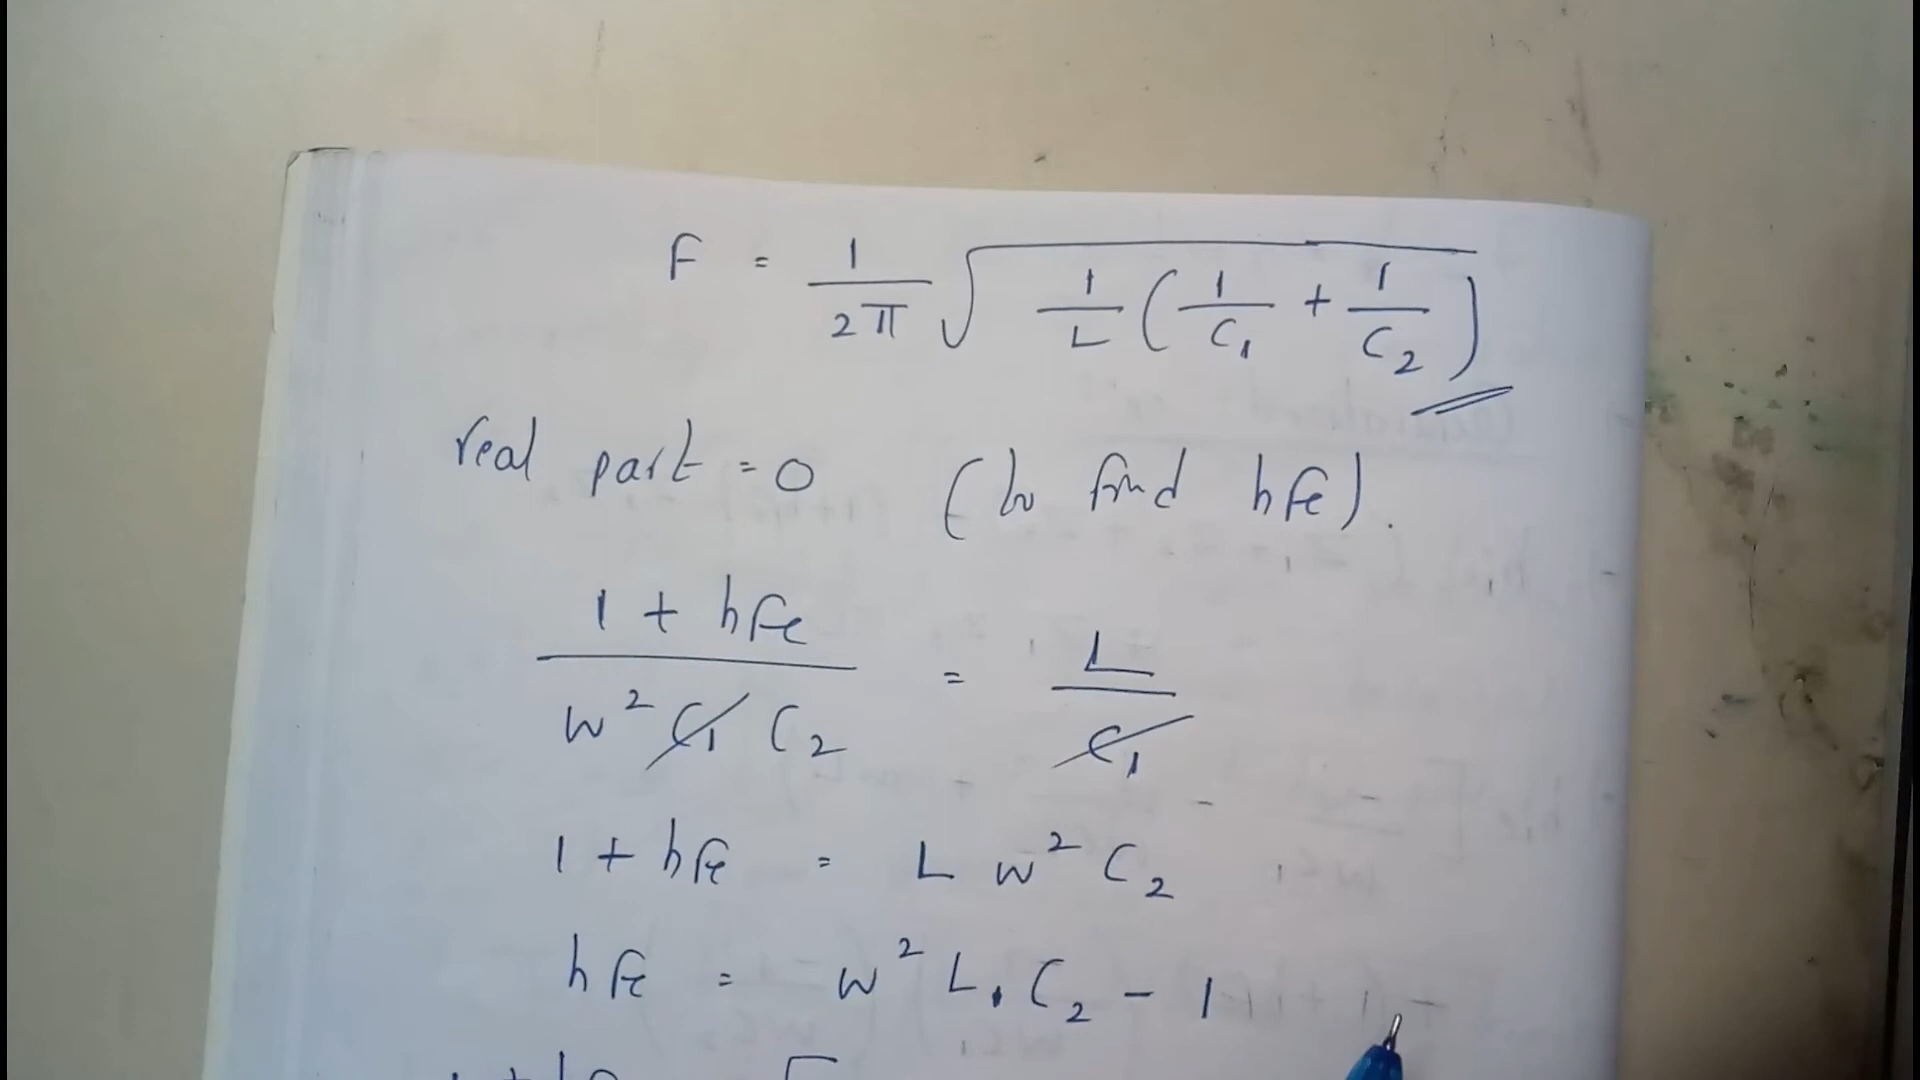 F = 1/2π √(1/L (1/C₁ + 1/C₂))
real part = 0 (to find hfe).
1 + hfe / w² C₁ C₂ = L / C₁
1 + hfe = L w² C₂
hfe = w² L, C₂ - 1